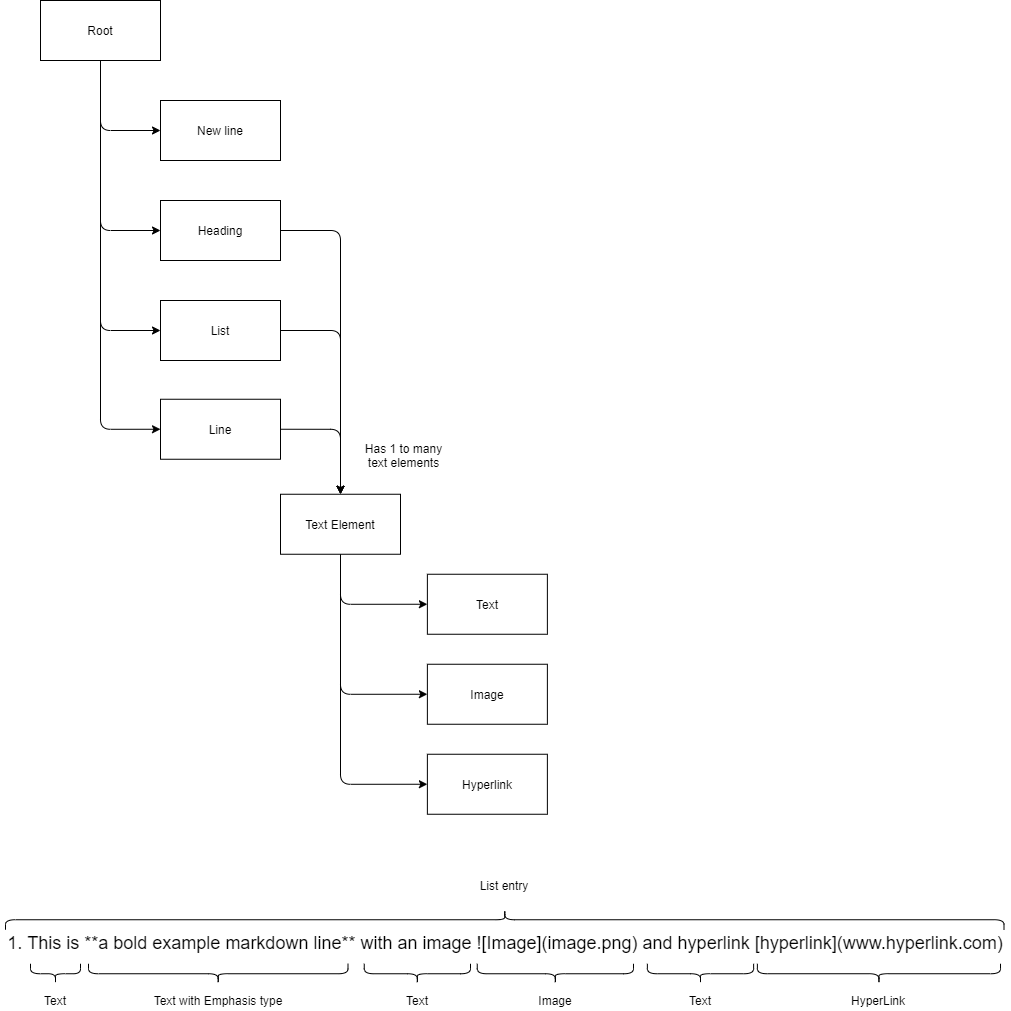 Root
New line
Heading
List
Line
Has 1 to many
text elements
Text Element
Text
Image
Hyperlink
List entry
1. This is **a bold example markdown line** with an image ![Image](image.png) and hyperlink [hyperlink](www.hyperlink.com)
Text
Text with Emphasis type
Text
Image
Text
HyperLink